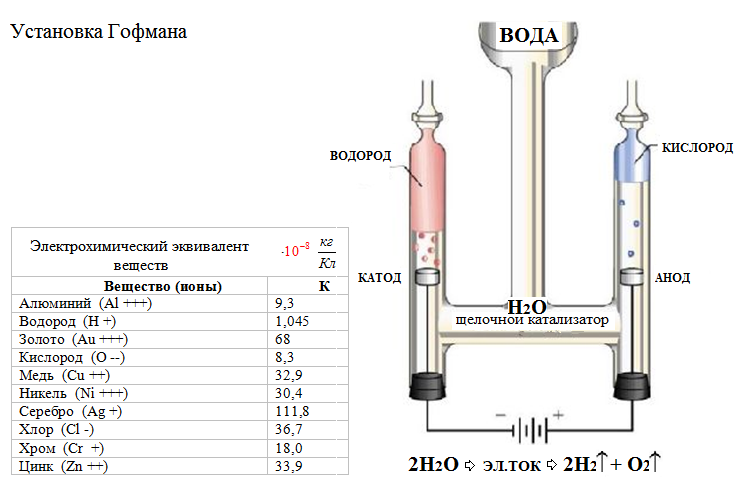 Установка Гофмана
ВОДА
ВОДОРОД
КИСЛОРОД
КАТОД
АНОД
H2O
щелочной катализатор
− +
2H2O ⇨ ЭЛ.ТОК ⇨ 2H2↑ + O2↑
Электрохимический эквивалент веществ ·10⁻⁸ кг/Кл
Вещество (ионы) К
Алюминий (Al +++) 9,3
Водород (H +) 1,045
Золото (Au +++) 68
Кислород (O --) 8,3
Медь (Cu ++) 32,9
Никель (Ni +++) 30,4
Серебро (Ag +) 111,8
Хлор (Cl -) 36,7
Хром (Cr +) 18,0
Цинк (Zn ++) 33,9